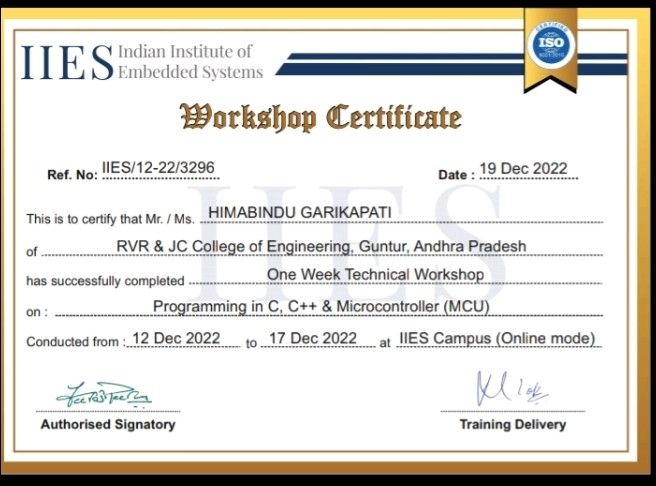 IIES Indian Institute of
Embedded Systems
CERTIFIED
ISO
9001:2015
Workshop Certificate
Ref. No: IIES/12-22/3296
Date : 19 Dec 2022
This is to certify that Mr. / Ms. HIMABINDU GARIKAPATI
of RVR & JC College of Engineering, Guntur, Andhra Pradesh
has successfully completed One Week Technical Workshop
on : Programming in C, C++ & Microcontroller (MCU)
Conducted from : 12 Dec 2022 to 17 Dec 2022 at IIES Campus (Online mode)
Authorised Signatory
Training Delivery
IIES